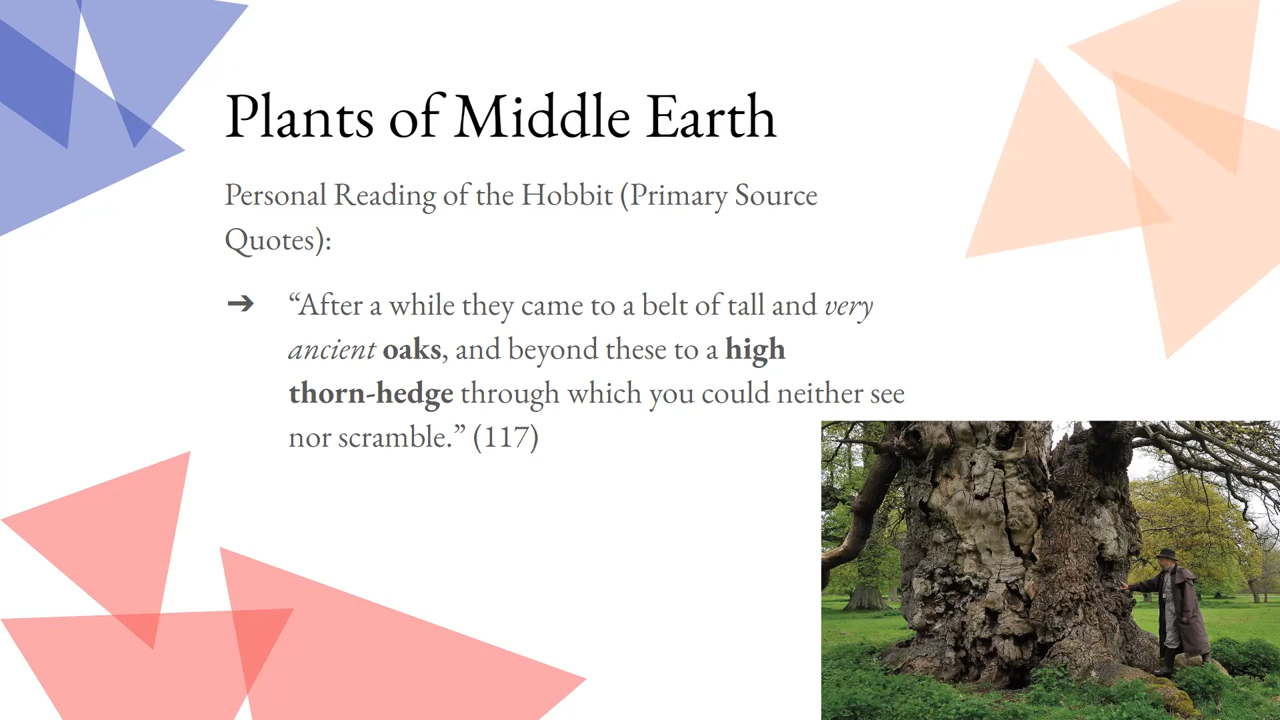 Plants of Middle Earth
Personal Reading of the Hobbit (Primary Source
Quotes):
➔ “After a while they came to a belt of tall and very
ancient oaks, and beyond these to a high
thorn-hedge through which you could neither see
nor scramble.” (117)